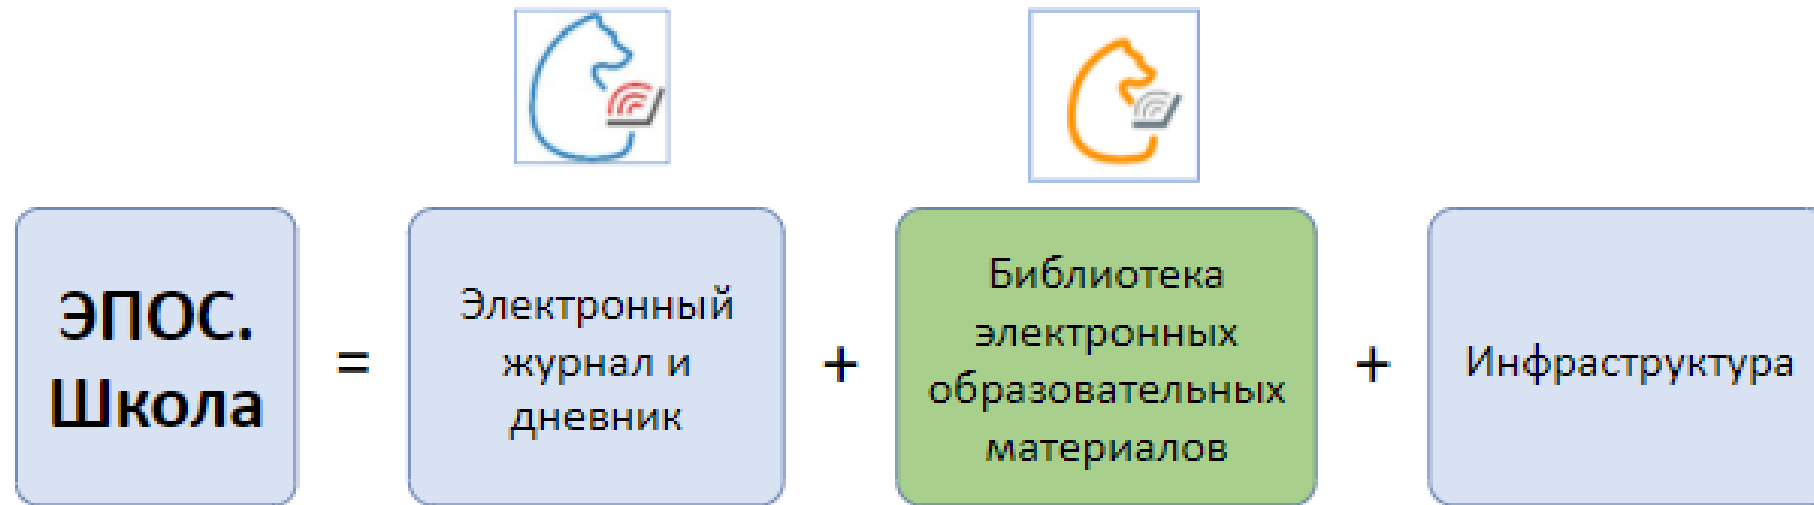 ЭПОС.
Школа
=
Электронный
журнал и
дневник
+
Библиотека
электронных
образовательных
материалов
+
Инфраструктура